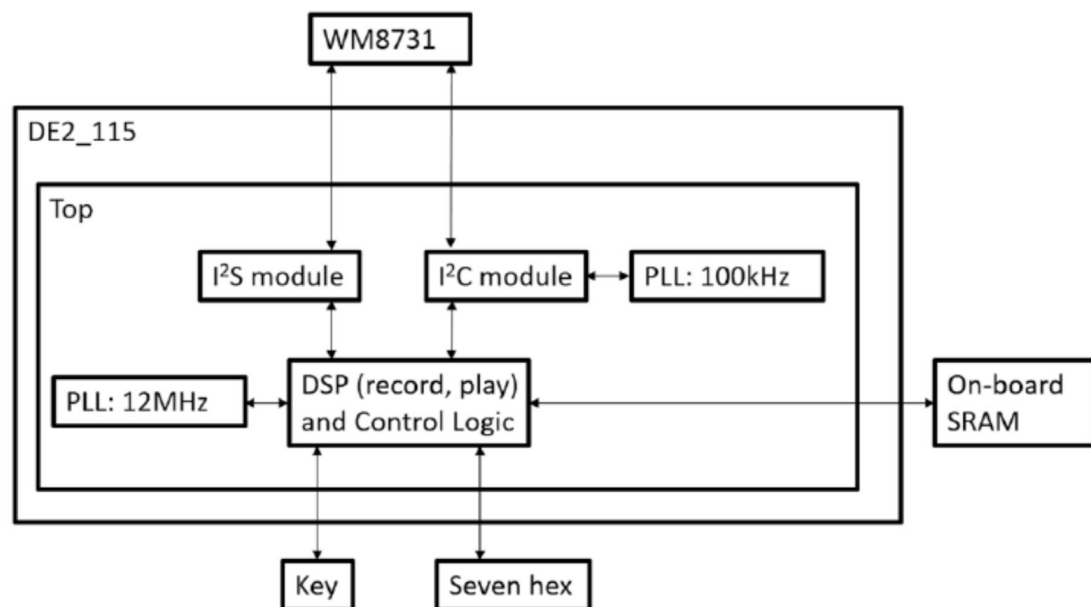 WM8731
DE2_115
Top
I²S module
I²C module
PLL: 100kHz
PLL: 12MHz
DSP (record, play)
and Control Logic
On-board
SRAM
Key
Seven hex